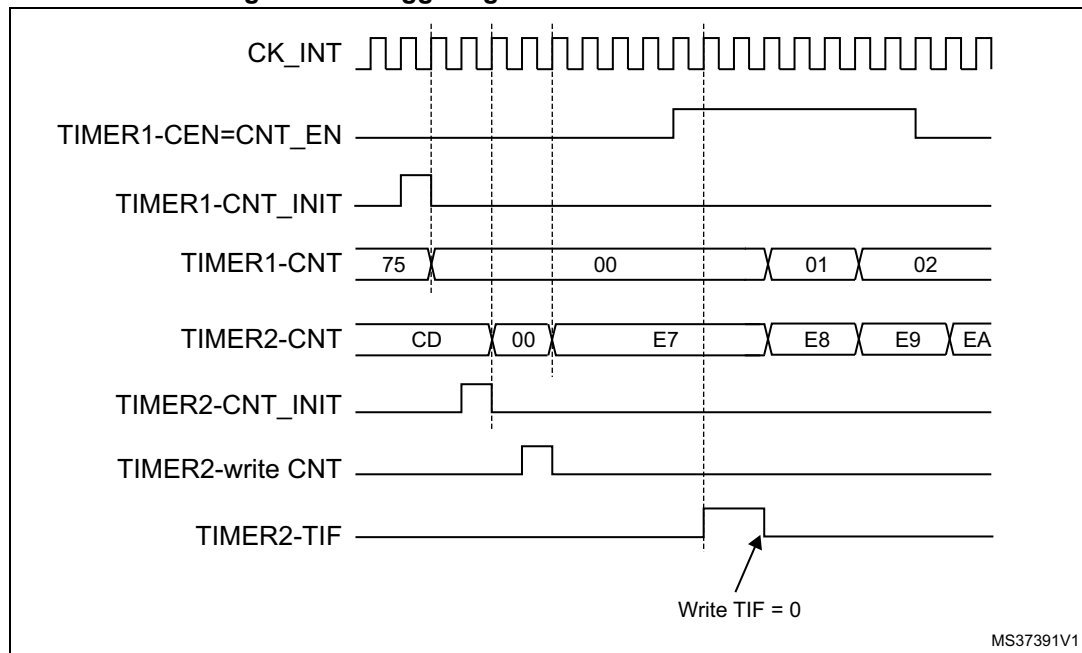 CK_INT
TIMER1-CEN=CNT_EN
TIMER1-CNT_INIT
TIMER1-CNT 75 00 01 02
TIMER2-CNT CD 00 E7 E8 E9 EA
TIMER2-CNT_INIT
TIMER2-write CNT
TIMER2-TIF
Write TIF = 0
MS37391V1